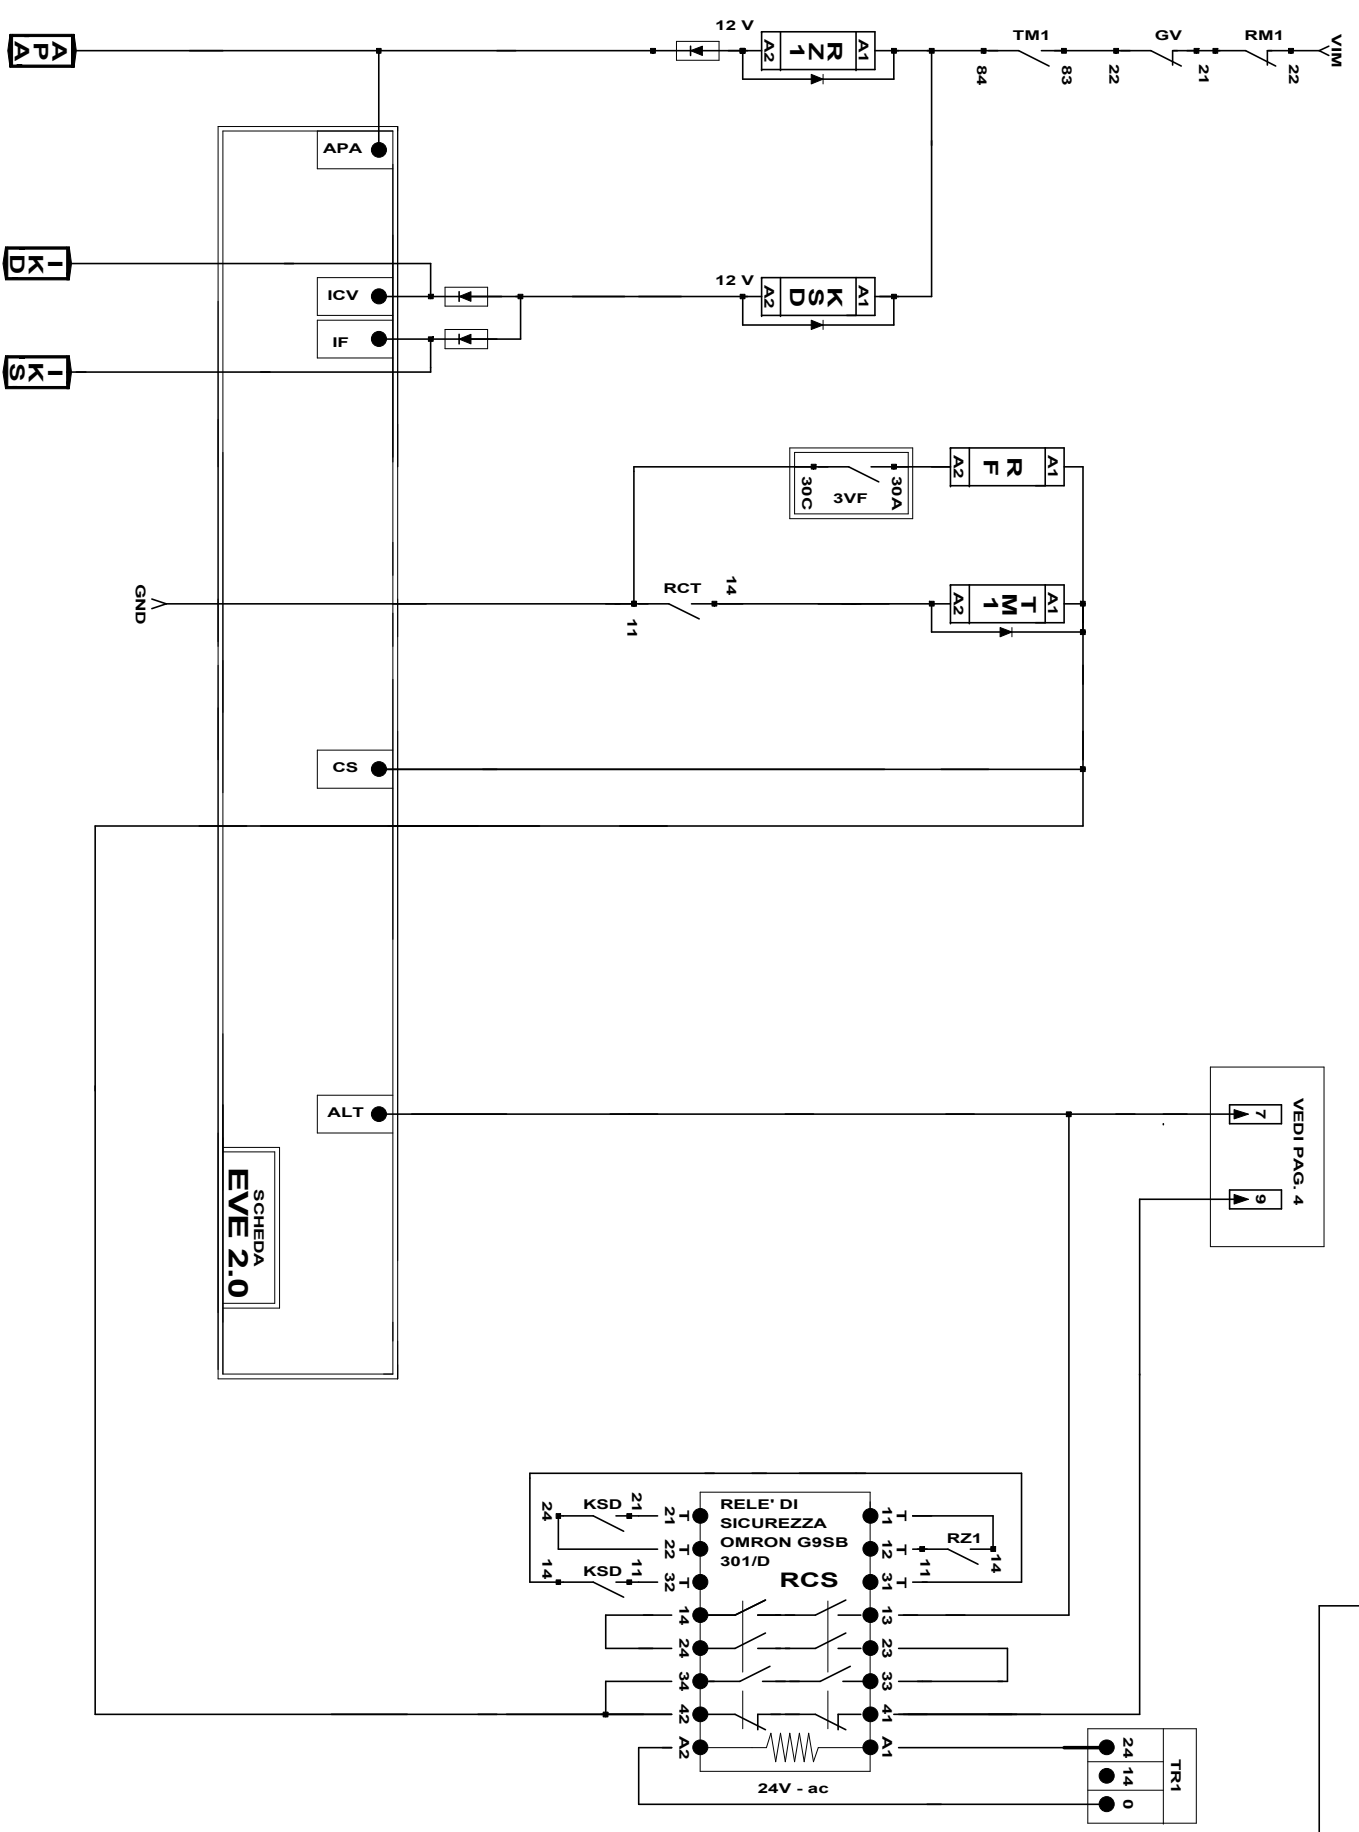 12 V
TM1
GV
RM1
VIM
APA
A2
RZ1
A1
84
83
22
21
22
APA
IKD
ICV
12 V
A2
KSD
A1
IF
IKS
A2
RF
A1
30C
3VF
30A
GND
RCT
14
11
A2
TM1
A1
CS
ALT
7
9
VEDI PAG. 4
SCHEDA
EVE 2.0
24
KSD
21
21
T
22
T
14
KSD
11
32
T
RELE' DI
SICUREZZA
OMRON G9SB
301/D
RCS
11
T
12
T
11
RZ1
14
31
T
14
13
24
23
34
33
42
41
A2
A1
24V - ac
24
14
0
TR1